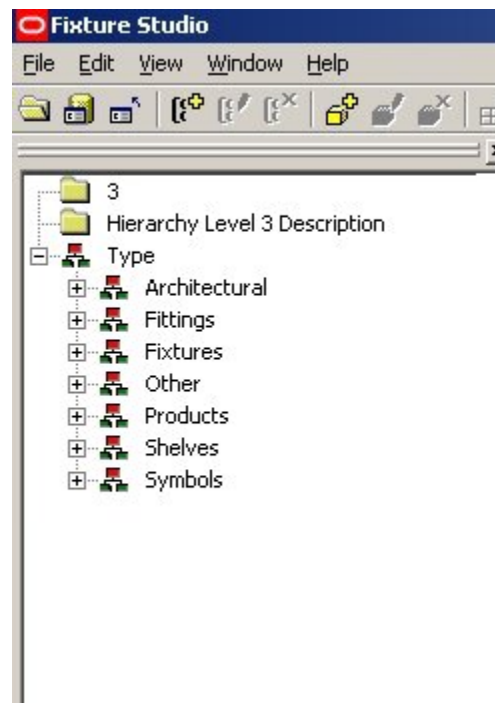 Fixture Studio
File Edit View Window Help
3
Hierarchy Level 3 Description
Type
Architectural
Fittings
Fixtures
Other
Products
Shelves
Symbols